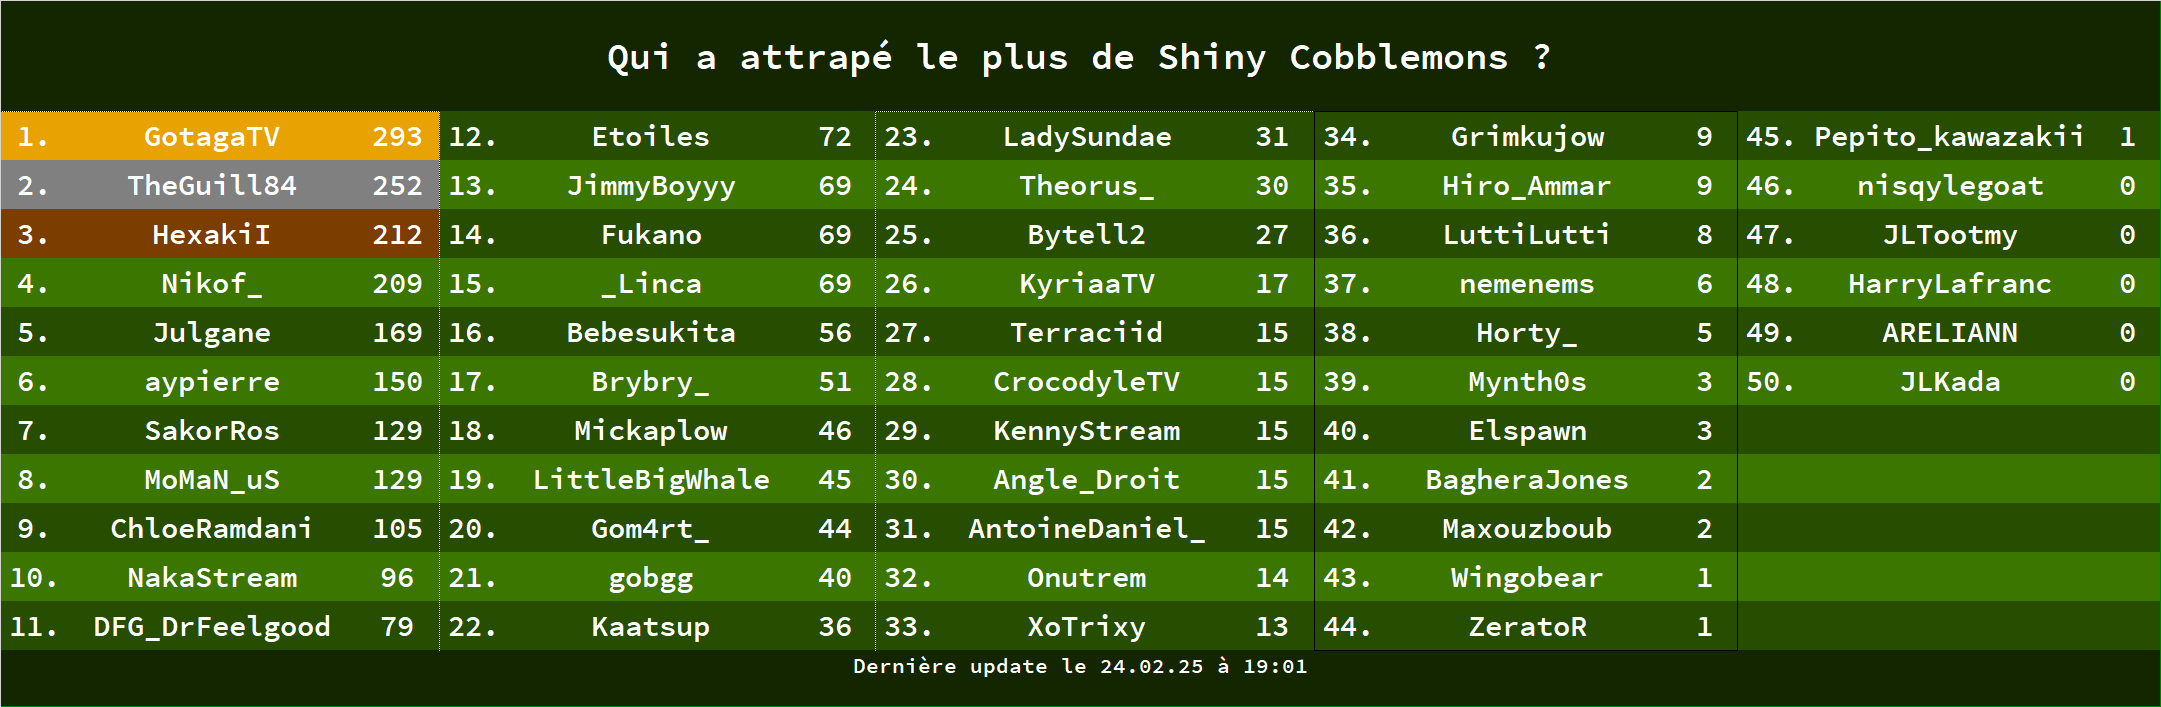 Qui a attrapé le plus de Shiny Cobblemons ?
1. GotagaTV 293
2. TheGuill84 252
3. HexakiI 212
4. Nikof_ 209
5. Julgane 169
6. aypierre 150
7. SakorRos 129
8. MoMaN_uS 129
9. ChloeRamdani 105
10. NakaStream 96
11. DFG_DrFeelgood 79
12. Etoiles 72
13. JimmyBoyyy 69
14. Fukano 69
15. _Linca 69
16. Bebesukita 56
17. Brybry_ 51
18. Mickaplow 46
19. LittleBigWhale 45
20. Gom4rt_ 44
21. gobgg 40
22. Kaatsup 36
23. LadySundae 31
24. Theorus_ 30
25. Bytell2 27
26. KyriaaTV 17
27. Terraciid 15
28. CrocodyleTV 15
29. KennyStream 15
30. Angle_Droit 15
31. AntoineDaniel_ 15
32. Onutrem 14
33. XoTrixy 13
34. Grimkujow 9
35. Hiro_Ammar 9
36. LuttiLutti 8
37. nemenems 6
38. Horty_ 5
39. Mynth0s 3
40. Elspawn 3
41. BagheraJones 2
42. Maxouzboub 2
43. Wingobear 1
44. ZeratoR 1
45. Pepito_kawazakii 1
46. nisqylegoat 0
47. JLTootmy 0
48. HarryLafranc 0
49. ARELIANN 0
50. JLKada 0
Dernière update le 24.02.25 à 19:01